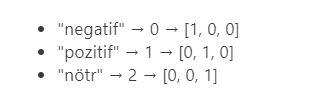 • "negatif" → 0 → [1, 0, 0]
• "pozitif" → 1 → [0, 1, 0]
• "nötr" → 2 → [0, 0, 1]